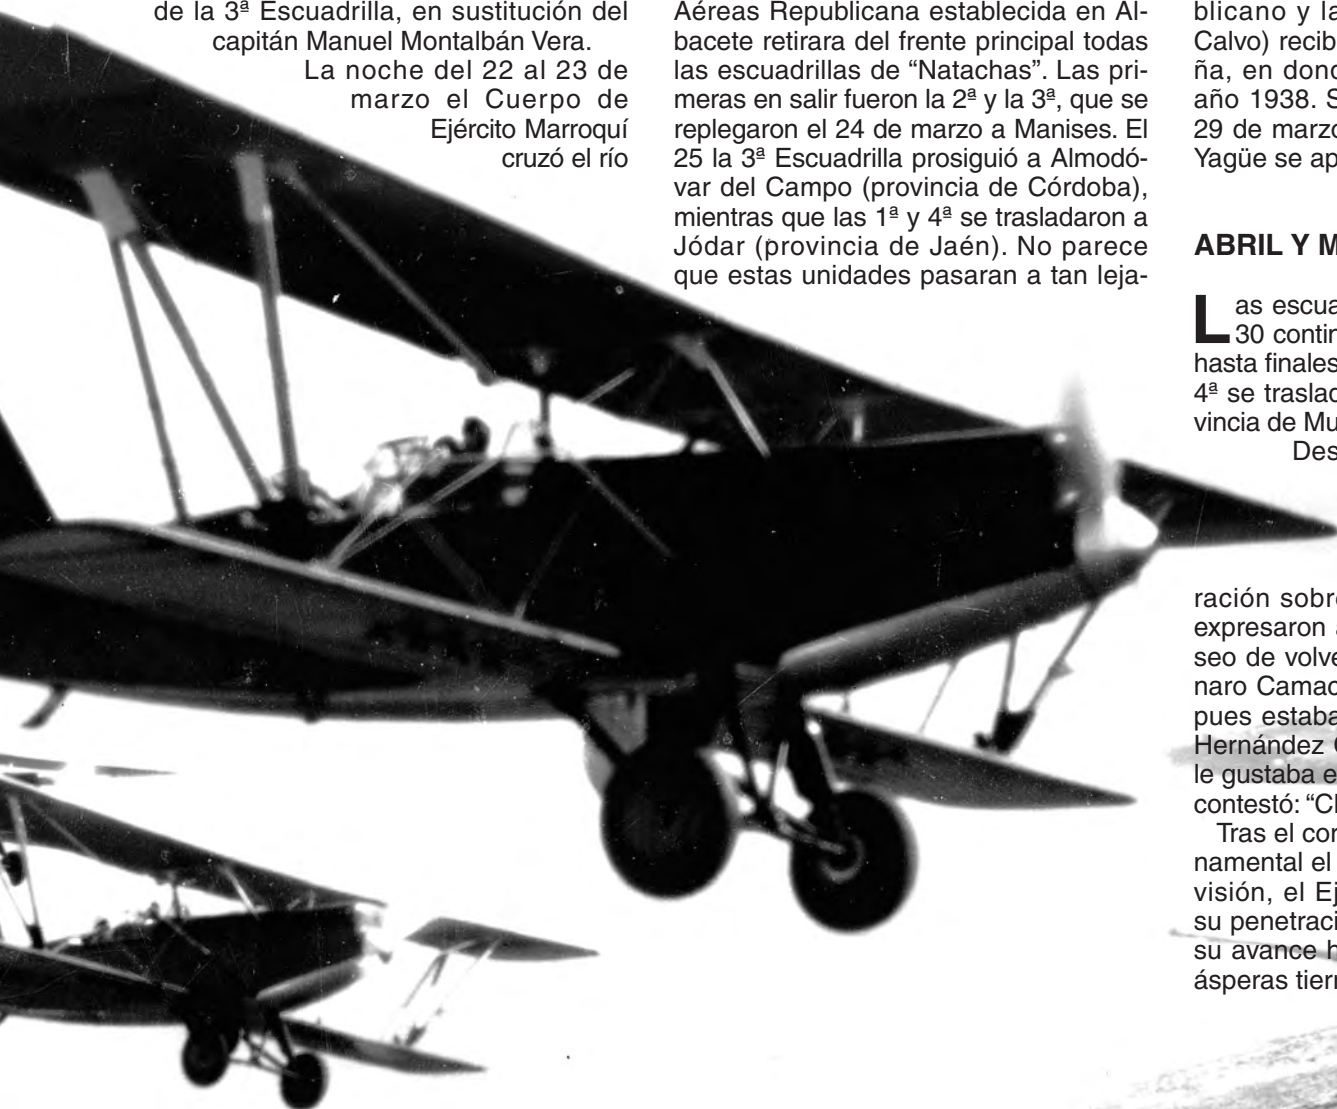 de la 3ª Escuadrilla, en sustitución del
capitán Manuel Montalbán Vera.
La noche del 22 al 23 de
marzo el Cuerpo de
Ejército Marroquí
cruzó el río
Aéreas Republicana establecida en Al-
bacete retirara del frente principal todas
las escuadrillas de “Natachas”. Las pri-
meras en salir fueron la 2ª y la 3ª, que se
replegaron el 24 de marzo a Manises. El
25 la 3ª Escuadrilla prosiguió a Almodó-
var del Campo (provincia de Córdoba),
mientras que las 1ª y 4ª se trasladaron a
Jódar (provincia de Jaén). No parece
que estas unidades pasaran a tan leja-
blicano y la
Calvo) recib
ña, en dond
año 1938. S
29 de marzo
Yagüe se ap
ABRIL Y M
Las escua
30 contin
hasta finales
4ª se traslad
vincia de Mu
Des
ración sobre
expresaron a
seo de volve
naro Camac
pues estaba
Hernández
le gustaba e
contestó: “Cl
Tras el cor
namental el
visión, el Ej
su penetraci
su avance h
ásperas tierr